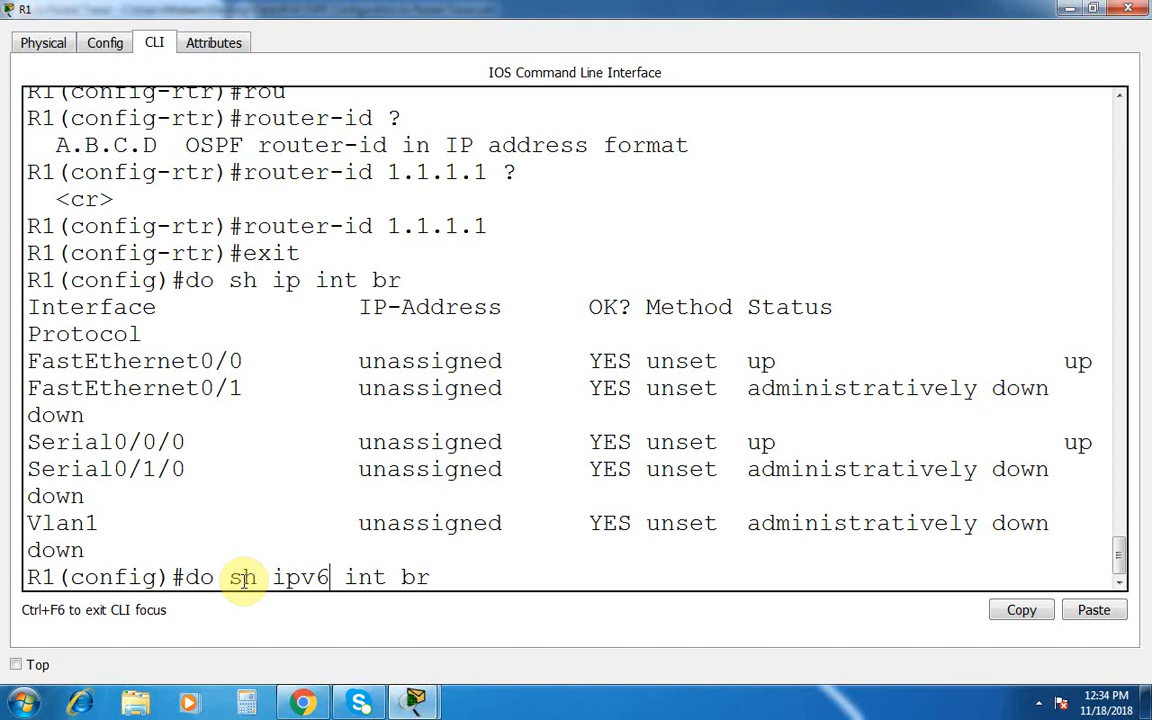 R1
Physical Config CLI Attributes
IOS Command Line Interface
R1(config-rtr)#rou
R1(config-rtr)#router-id ?
A.B.C.D OSPF router-id in IP address format
R1(config-rtr)#router-id 1.1.1.1 ?
<cr>
R1(config-rtr)#router-id 1.1.1.1
R1(config-rtr)#exit
R1(config)#do sh ip int br
Interface IP-Address OK? Method Status
Protocol
FastEthernet0/0 unassigned YES unset up up
FastEthernet0/1 unassigned YES unset administratively down
down
Serial0/0/0 unassigned YES unset up up
Serial0/1/0 unassigned YES unset administratively down
down
Vlan1 unassigned YES unset administratively down
down
R1(config)#do sh ipv6 int br
Ctrl+F6 to exit CLI focus
Copy Paste
Top
12:34 PM
11/18/2018